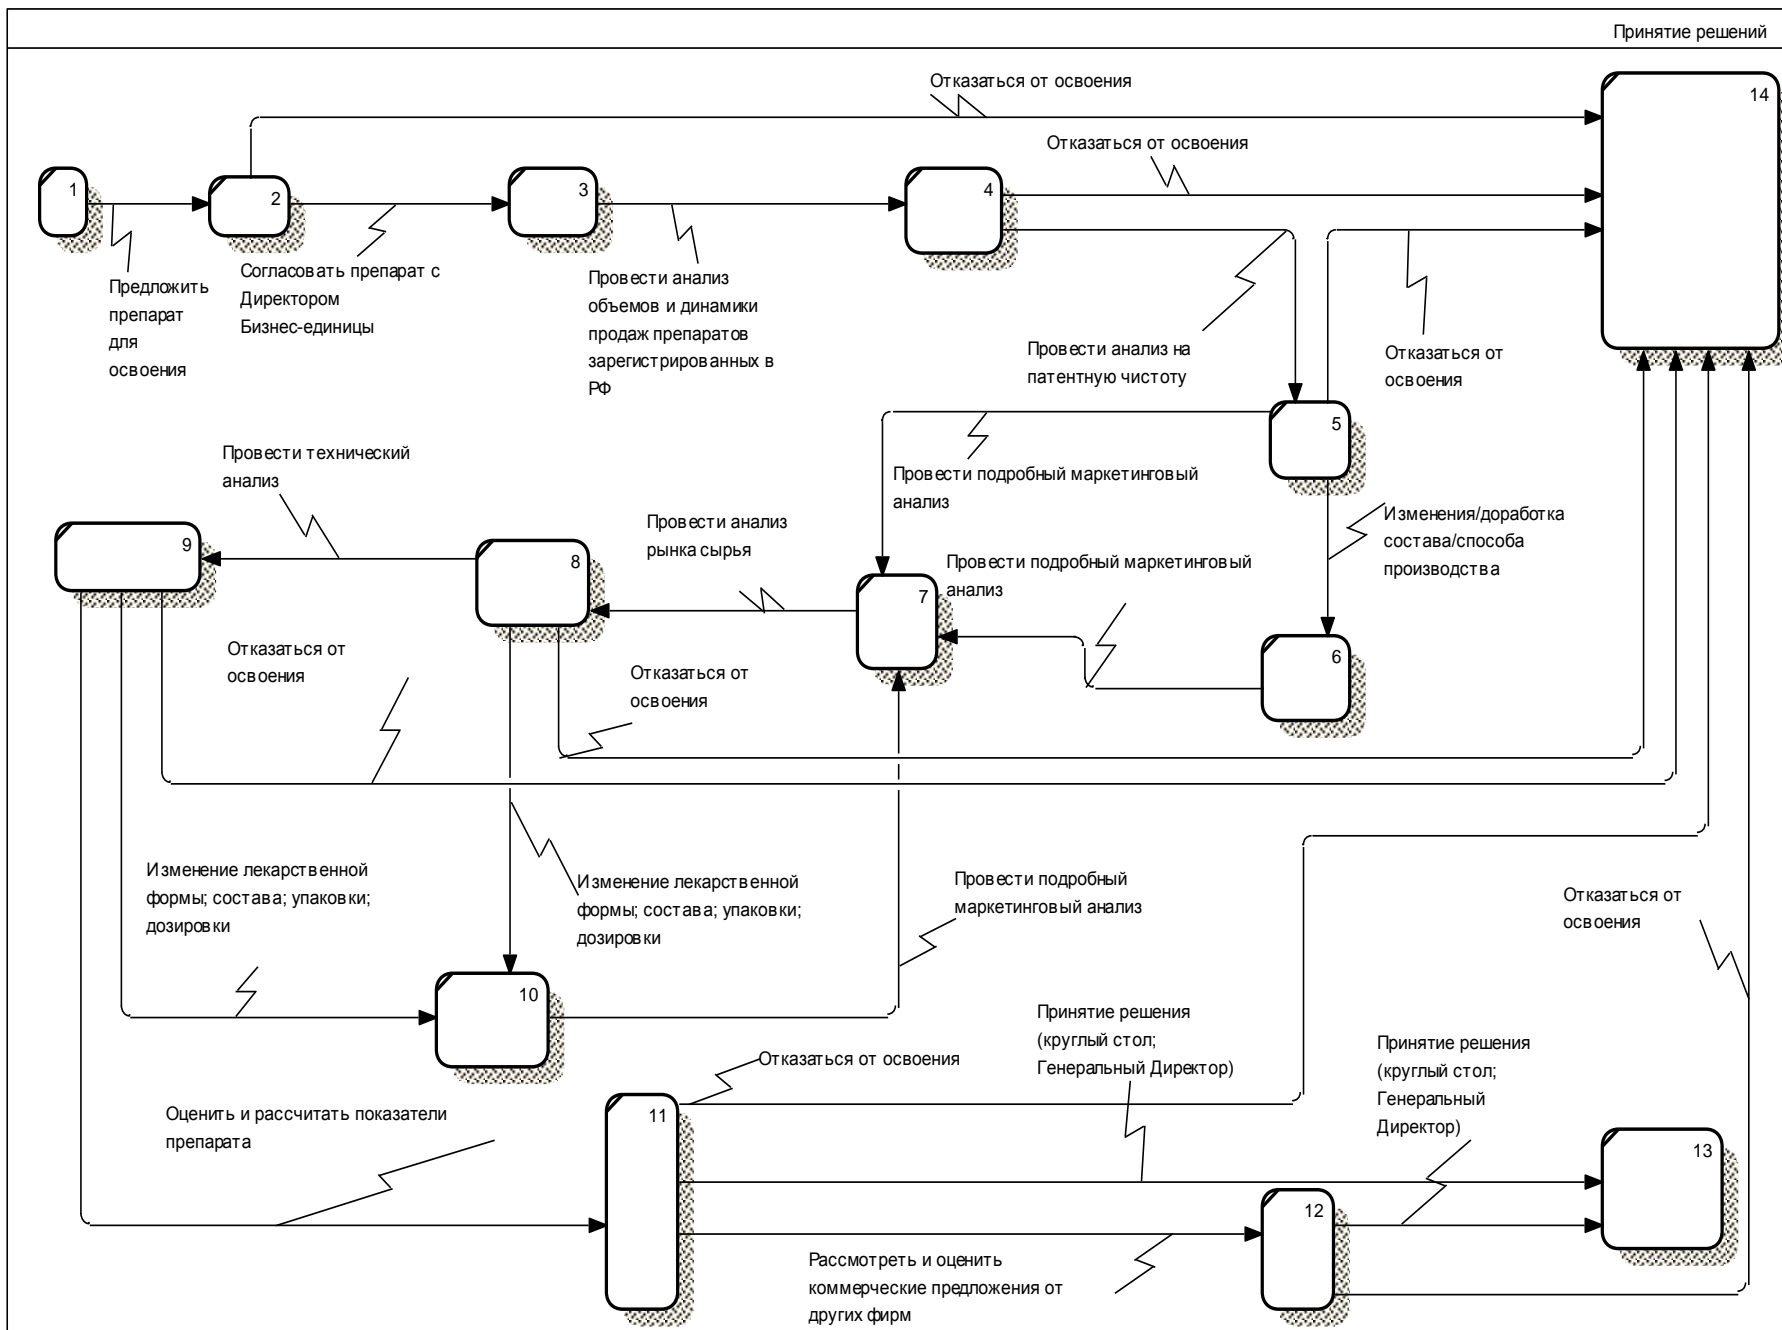 Принятие решений
Отказаться от освоения
14
Отказаться от освоения
1
2
3
4
Предложить
препарат
для
освоения
Согласовать препарат с
Директором
Бизнес-единицы
Провести анализ
объемов и динамики
продаж препаратов
зарегистрированных в
РФ
Провести анализ на
патентную чистоту
Отказаться от
освоения
5
Провести технический
анализ
Провести подробный маркетинговый
анализ
Изменения/доработка
состава/способа
производства
9
Провести анализ
рынка сырья
8
Провести подробный маркетинговый
анализ
7
6
Отказаться от
освоения
Отказаться от
освоения
Изменение лекарственной
формы; состава; упаковки;
дозировки
Изменение лекарственной
формы; состава; упаковки;
дозировки
Провести подробный
маркетинговый анализ
Отказаться от
освоения
10
Принятие решения
(круглый стол;
Генеральный Директор)
Принятие решения
(круглый стол;
Генеральный
Директор)
Отказаться от освоения
Оценить и рассчитать показатели
препарата
11
13
12
Рассмотреть и оценить
коммерческие предложения от
других фирм